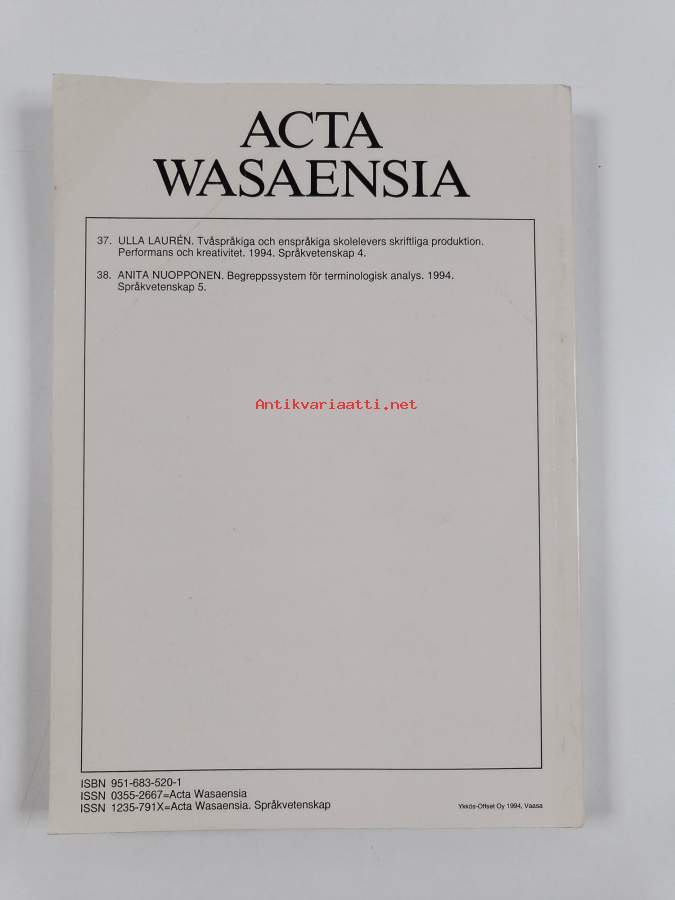 ACTA
WASAENSIA
37. ULLA LAURÉN. Tvåspråkiga och enspråkiga skolelevers skriftliga produktion.
Performans och kreativitet. 1994. Språkvetenskap 4.
38. ANITA NUOPPONEN. Begreppssystem för terminologisk analys. 1994.
Språkvetenskap 5.
Antikvariaatti.net
ISBN 951-683-520-1
ISSN 0355-2667=Acta Wasaensia
ISSN 1235-791X=Acta Wasaensia. Språkvetenskap
Ykkös-Offset Oy 1994, Vaasa